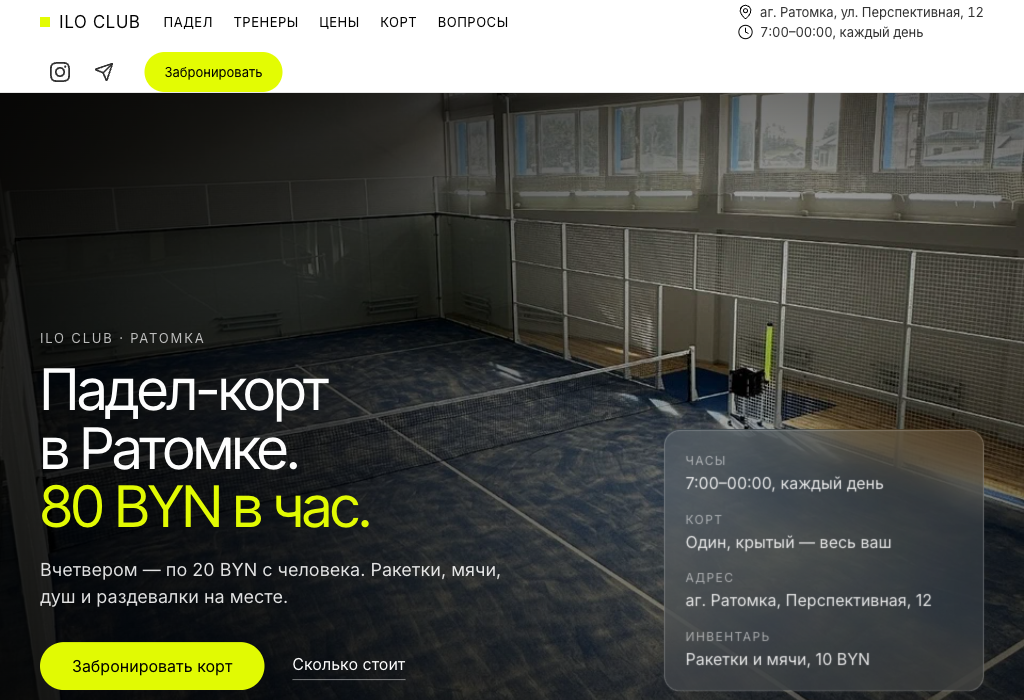 ILO CLUB ПАДЕЛ ТРЕНЕРЫ ЦЕНЫ КОРТ ВОПРОСЫ
аг. Ратомка, ул. Перспективная, 12
7:00–00:00, каждый день
Забронировать
ILO CLUB · РАТОМКА
Падел-корт
в Ратомке.
80 BYN в час.
Вчетвером — по 20 BYN с человека. Ракетки, мячи,
душ и раздевалки на месте.
Забронировать корт
Сколько стоит
ЧАСЫ
7:00–00:00, каждый день
КОРТ
Один, крытый — весь ваш
АДРЕС
аг. Ратомка, Перспективная, 12
ИНВЕНТАРЬ
Ракетки и мячи, 10 BYN